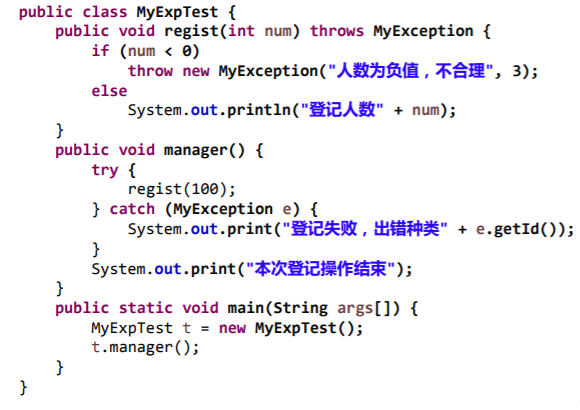 public class MyExpTest {
    public void regist(int num) throws MyException {
        if (num < 0)
            throw new MyException("人数为负值，不合理", 3);
        else
            System.out.println("登记人数" + num);
    }
    public void manager() {
        try {
            regist(100);
        } catch (MyException e) {
            System.out.print("登记失败，出错种类" + e.getId());
        }
        System.out.print("本次登记操作结束");
    }
    public static void main(String args[]) {
        MyExpTest t = new MyExpTest();
        t.manager();
    }
}